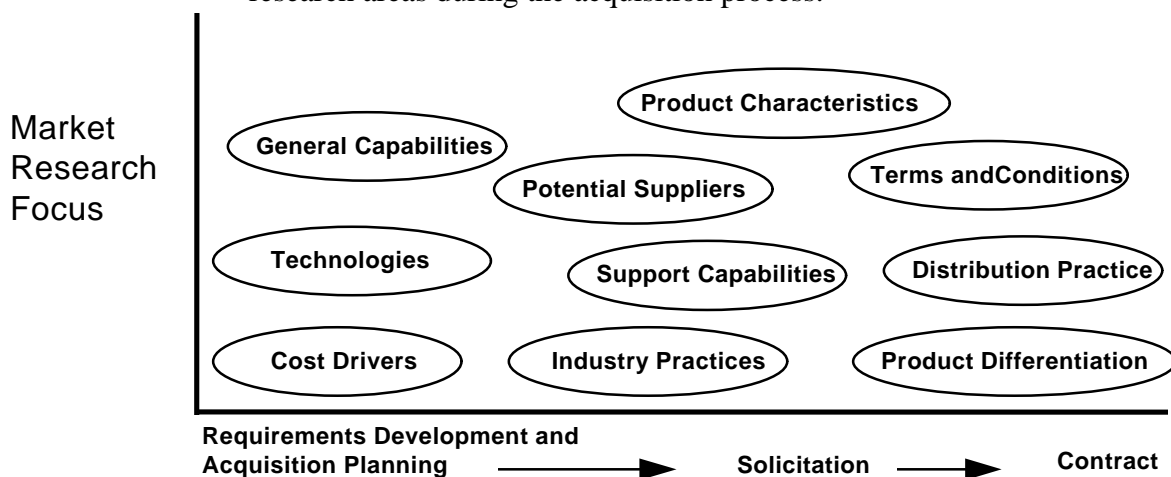 research areas during the acquisition process.
Market
Research
Focus
Product Characteristics
General Capabilities
Potential Suppliers
Terms andConditions
Technologies
Support Capabilities
Distribution Practice
Cost Drivers
Industry Practices
Product Differentiation
Requirements Development and
Acquisition Planning
Solicitation
Contract